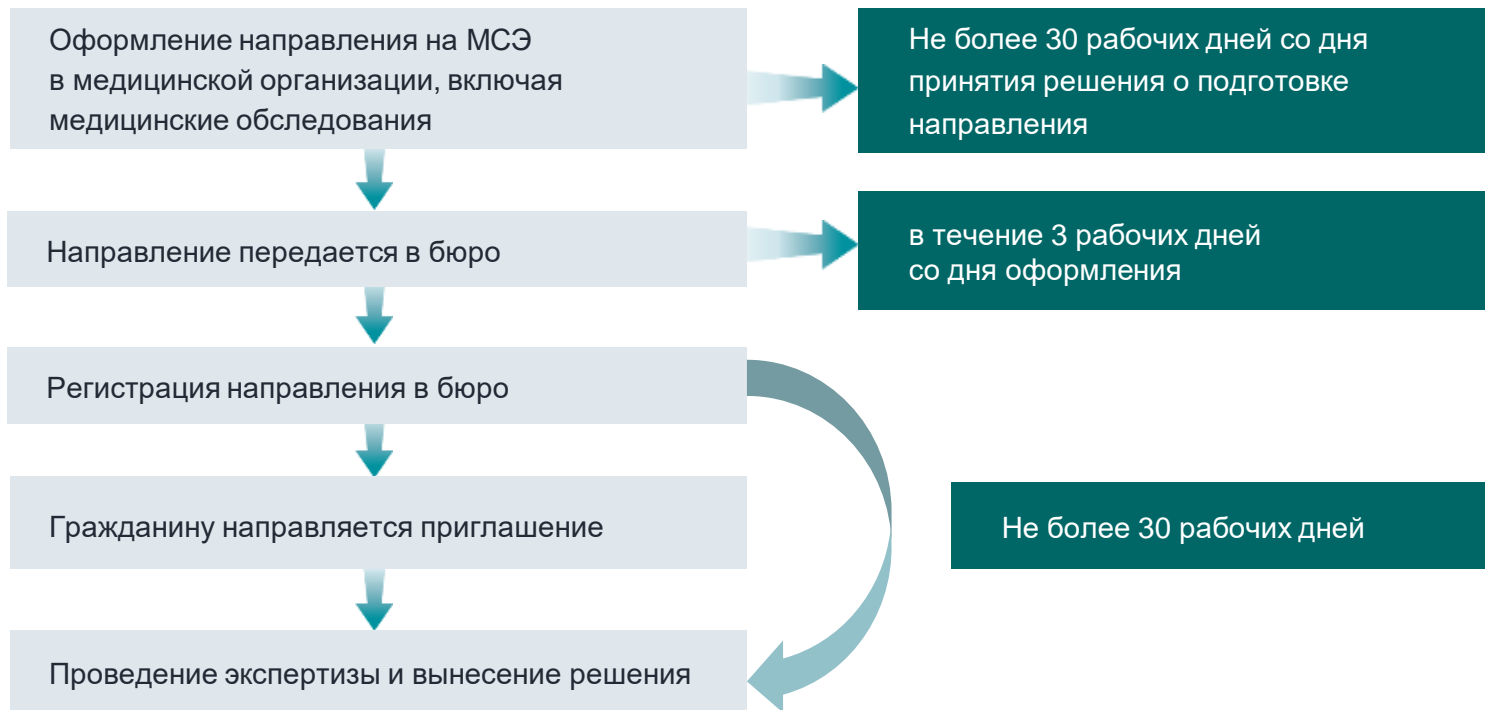 Оформление направления на МСЭ
в медицинской организации, включая
медицинские обследования
Не более 30 рабочих дней со дня
принятия решения о подготовке
направления
Направление передается в бюро
в течение 3 рабочих дней
со дня оформления
Регистрация направления в бюро
Гражданину направляется приглашение
Не более 30 рабочих дней
Проведение экспертизы и вынесение решения